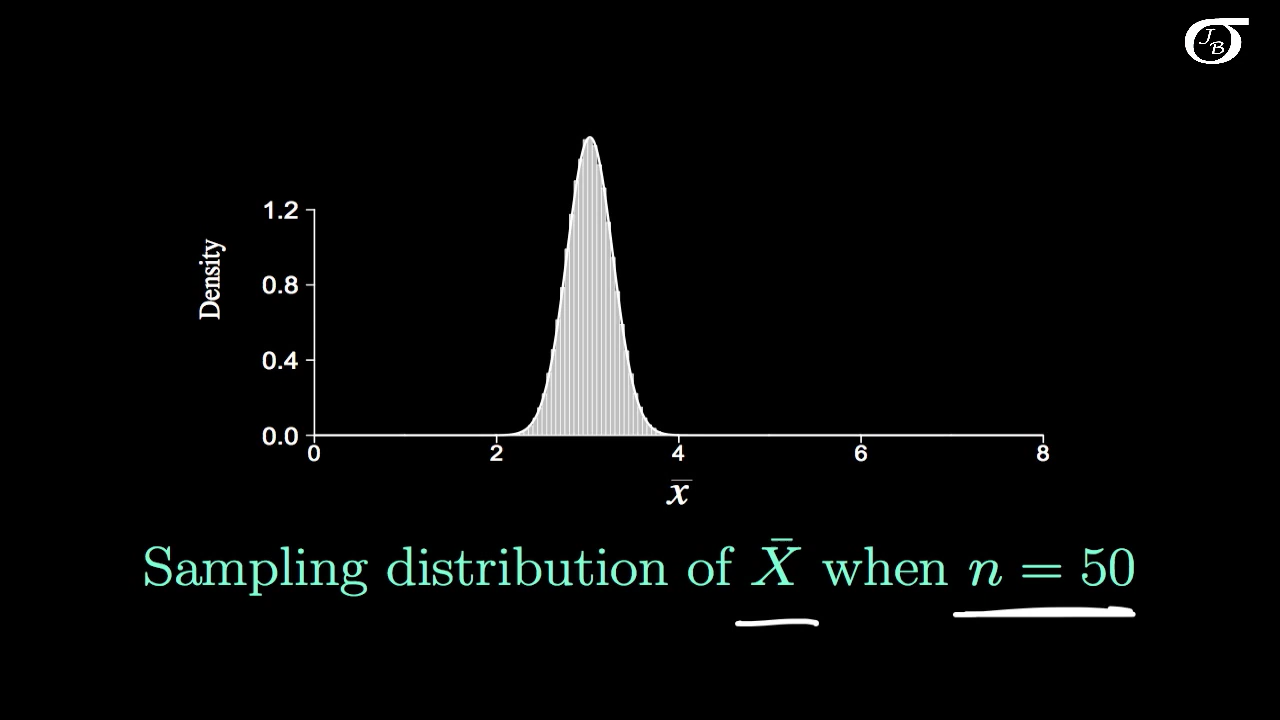 J
B
1.2
0.8
0.4
0.0
Density
0 2 4 6 8
x̄
Sampling distribution of X̄ when n = 50